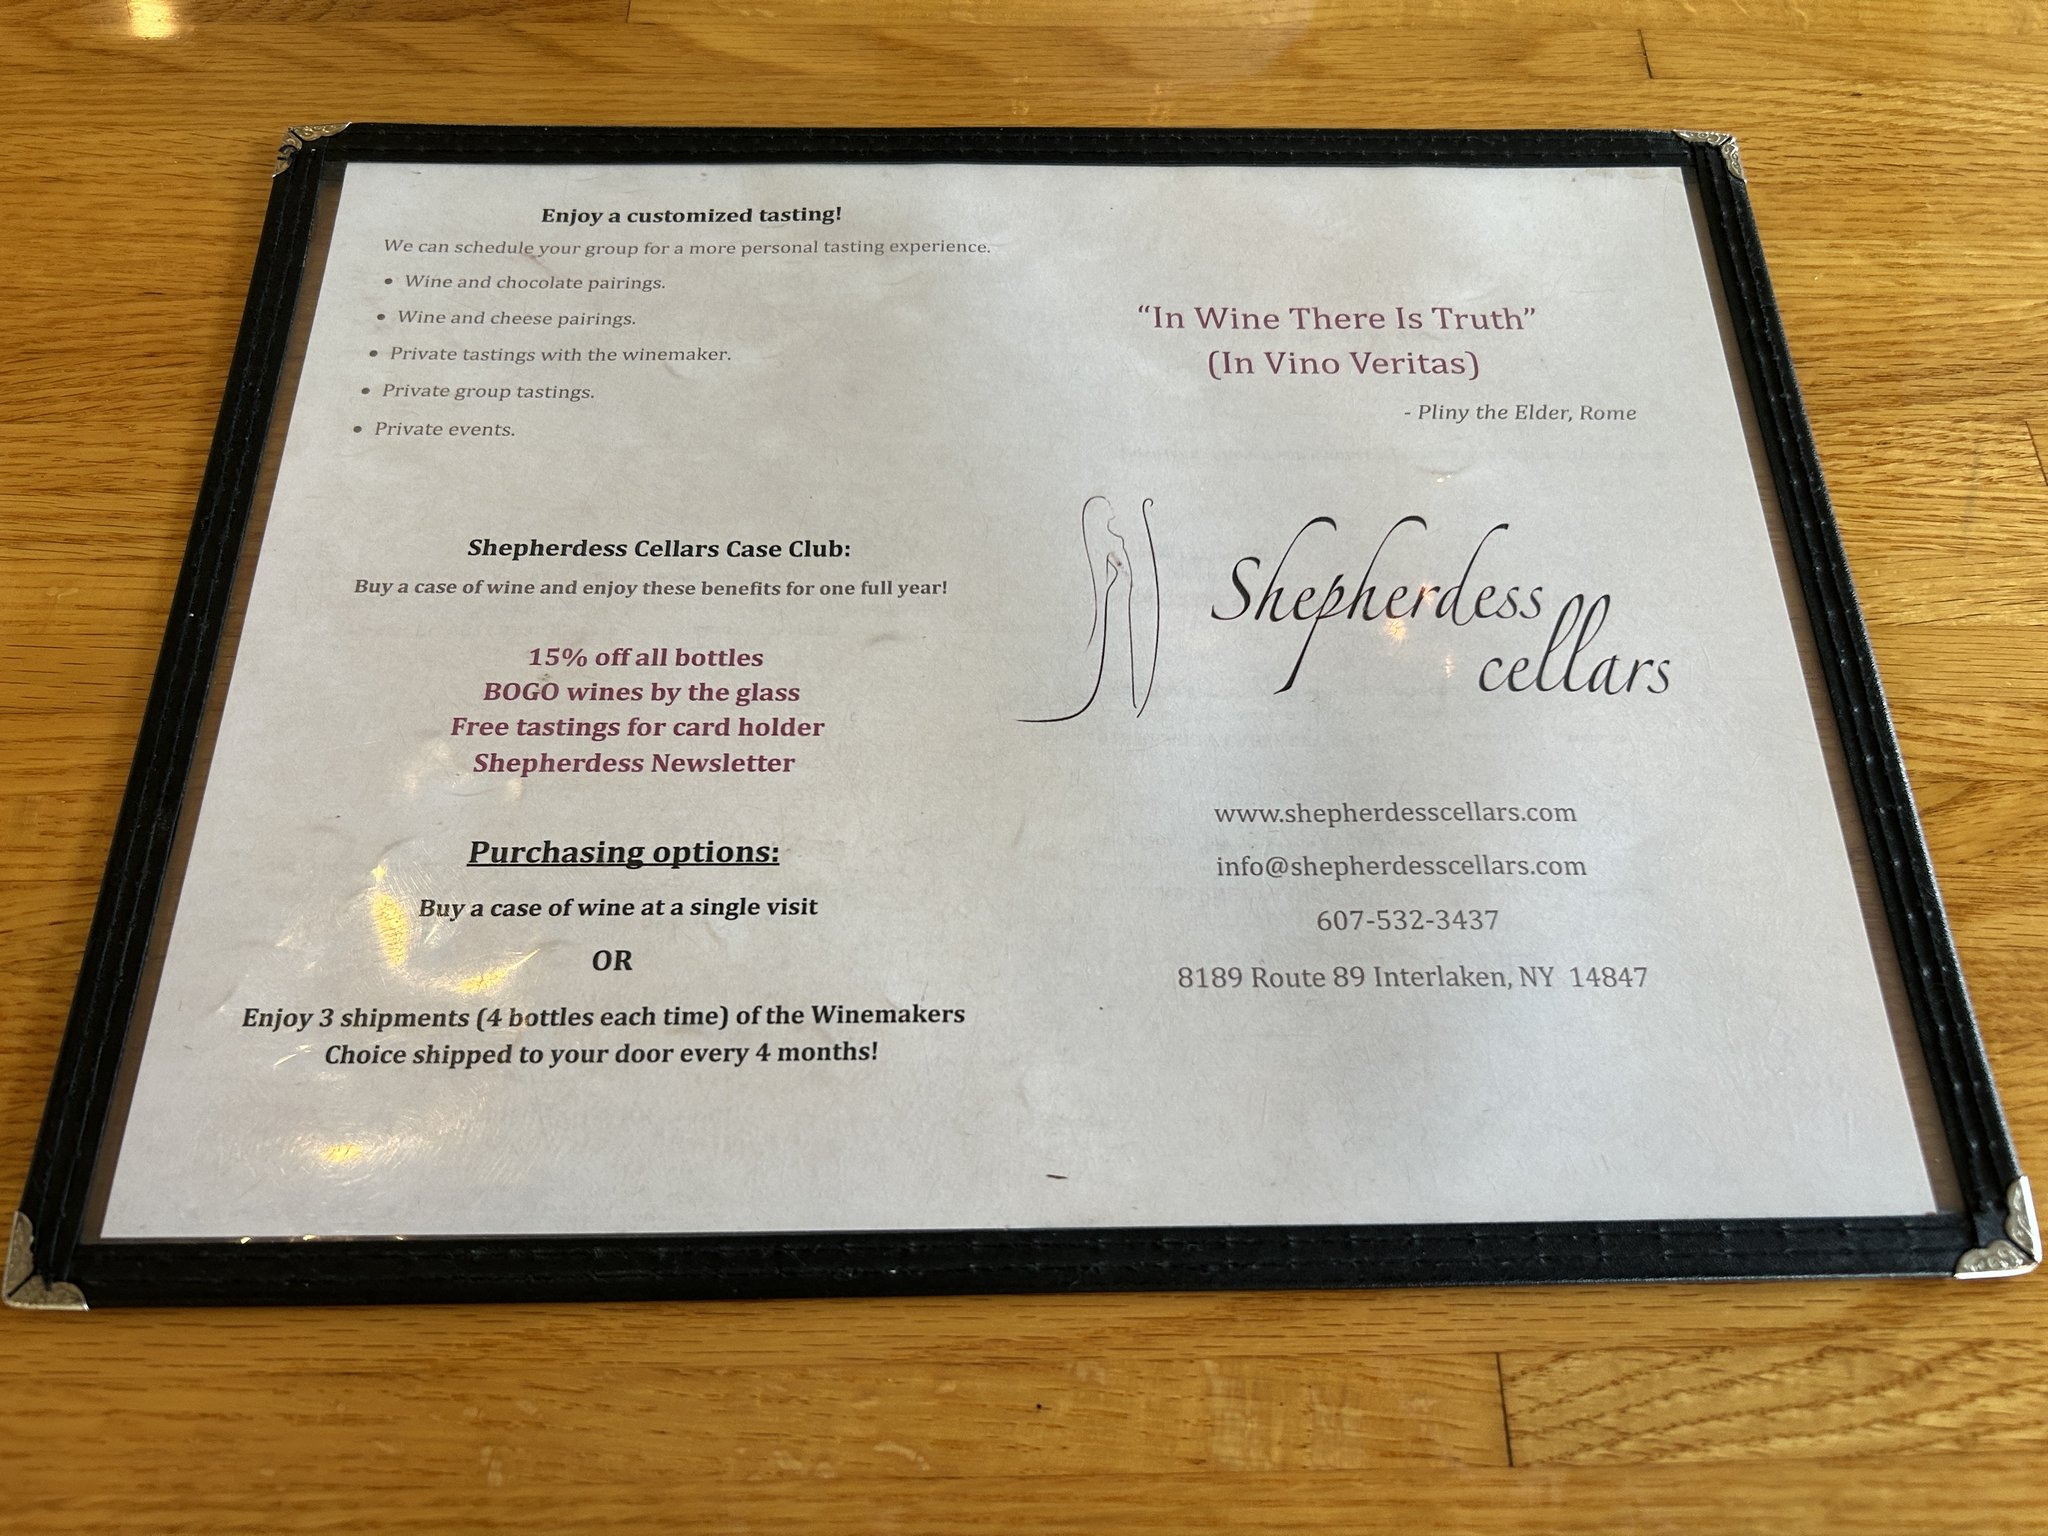 Enjoy a customized tasting!
We can schedule your group for a more personal tasting experience.
• Wine and chocolate pairings.
• Wine and cheese pairings.
• Private tastings with the winemaker.
• Private group tastings.
• Private events.
Shepherdess Cellars Case Club:
Buy a case of wine and enjoy these benefits for one full year!
15% off all bottles
BOGO wines by the glass
Free tastings for card holder
Shepherdess Newsletter
Purchasing options:
Buy a case of wine at a single visit
OR
Enjoy 3 shipments (4 bottles each time) of the Winemakers
Choice shipped to your door every 4 months!
“In Wine There Is Truth”
(In Vino Veritas)
- Pliny the Elder, Rome
Shepherdess
cellars
www.shepherdesscellars.com
info@shepherdesscellars.com
607-532-3437
8189 Route 89 Interlaken, NY  14847